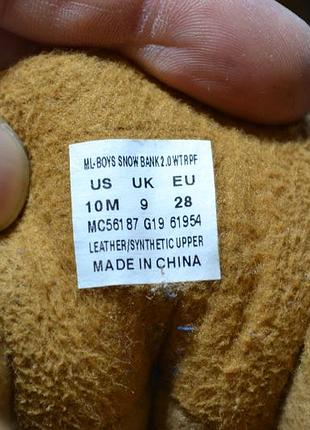 ML-BOYS SNOW BANK 2.0 WTRPF
US UK EU
10M 9 28
MC56187 G19 61954
LEATHER/SYNTHETIC UPPER
MADE IN CHINA